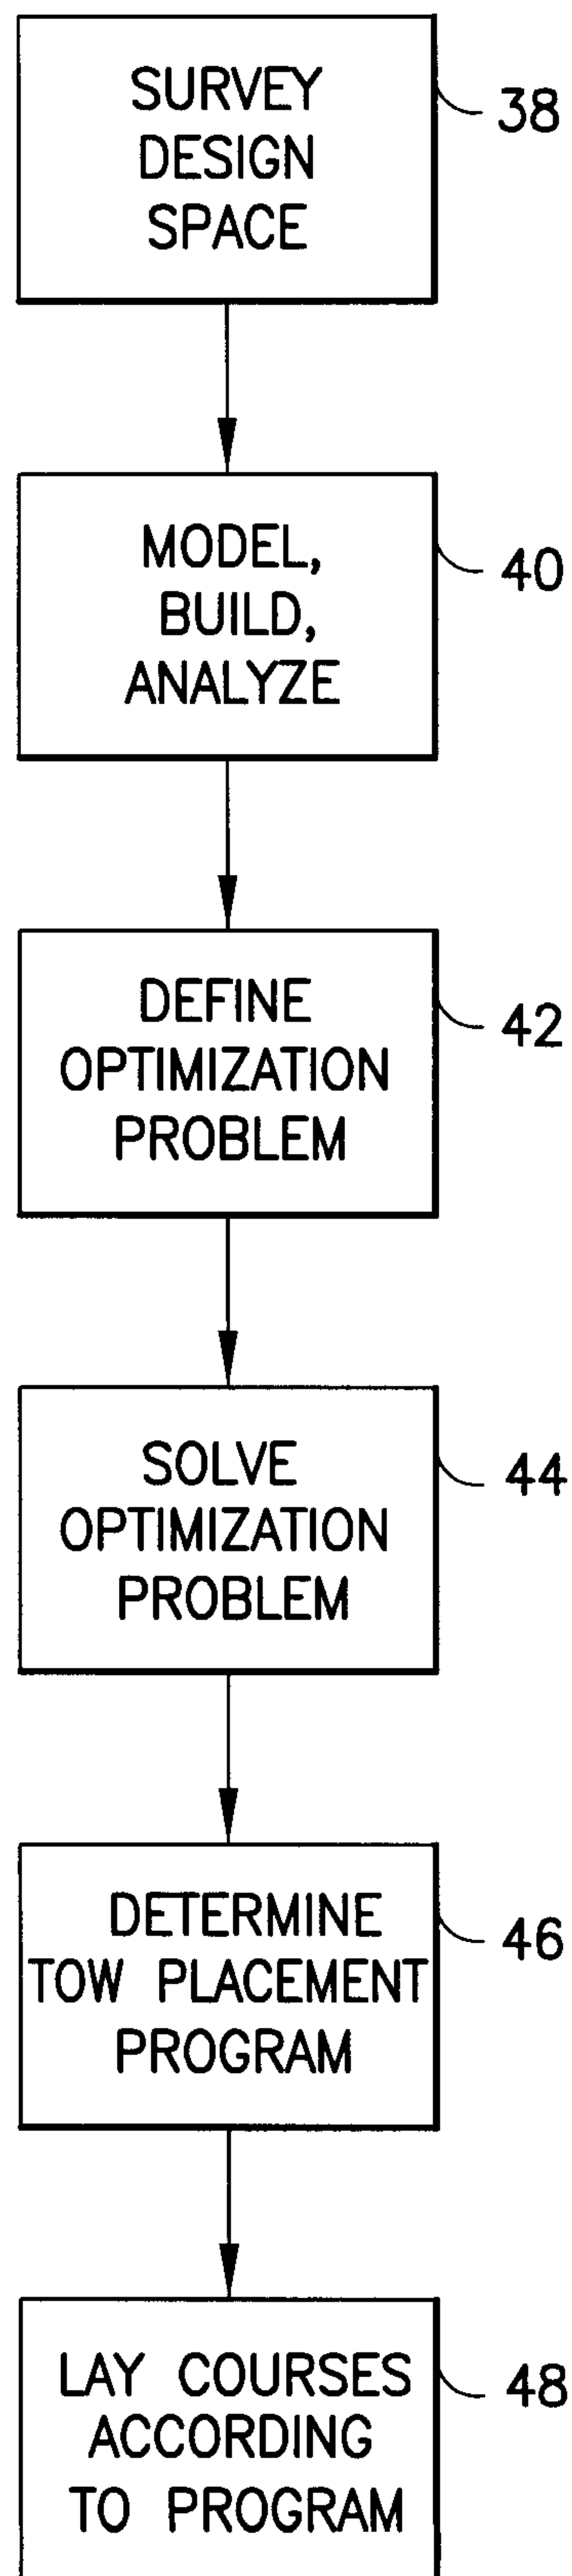 SURVEY
DESIGN
SPACE
38
MODEL,
BUILD,
ANALYZE
40
DEFINE
OPTIMIZATION
PROBLEM
42
SOLVE
OPTIMIZATION
PROBLEM
44
DETERMINE
TOW PLACEMENT
PROGRAM
46
LAY COURSES
ACCORDING
TO PROGRAM
48